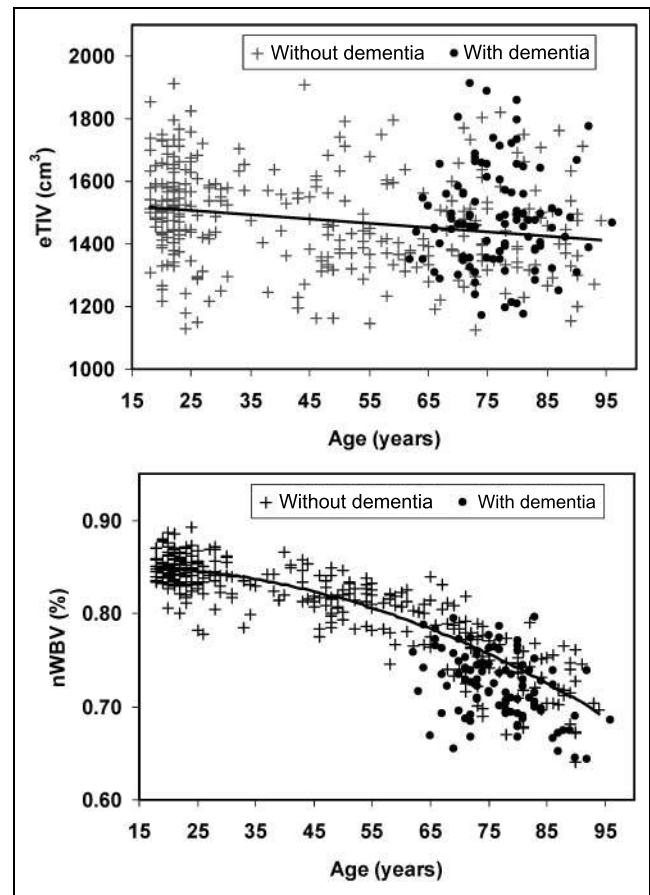 2000
1800
1600
1400
1200
1000
eTIV (cm³)
+ Without dementia ● With dementia
15 25 35 45 55 65 75 85 95
Age (years)
0.90
0.80
0.70
0.60
nWBV (%)
+ Without dementia ● With dementia
15 25 35 45 55 65 75 85 95
Age (years)